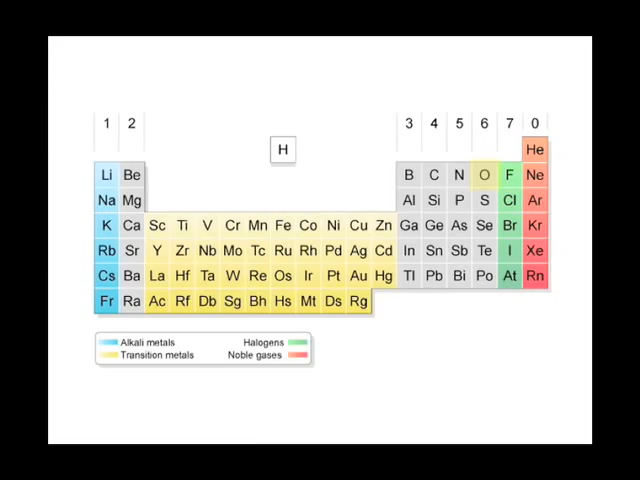 1 2 3 4 5 6 7 0
H He
Li Be B C N O F Ne
Na Mg Al Si P S Cl Ar
K Ca Sc Ti V Cr Mn Fe Co Ni Cu Zn Ga Ge As Se Br Kr
Rb Sr Y Zr Nb Mo Tc Ru Rh Pd Ag Cd In Sn Sb Te I Xe
Cs Ba La Hf Ta W Re Os Ir Pt Au Hg Tl Pb Bi Po At Rn
Fr Ra Ac Rf Db Sg Bh Hs Mt Ds Rg
Alkali metals Halogens
Transition metals Noble gases